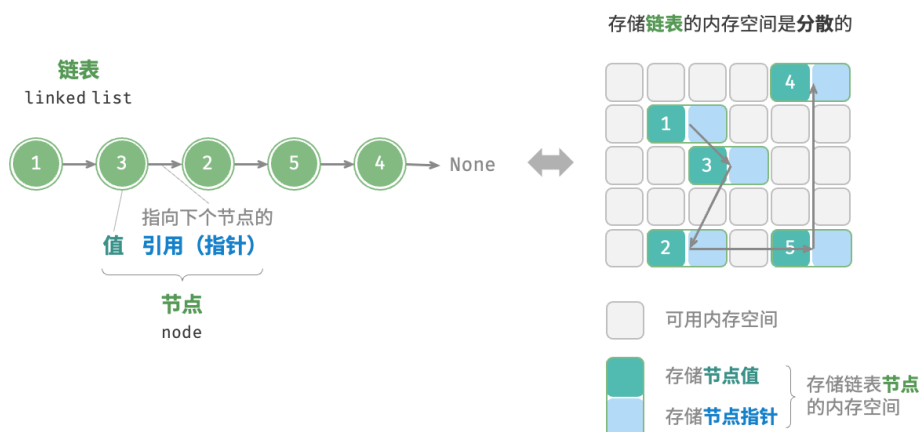 存储链表的内存空间是分散的
链表
linked list
1
3
2
5
4
None
指向下个节点的
值 引用（指针）
节点
node
4
1
3
2
5
可用内存空间
存储节点值
存储节点指针
存储链表节点
的内存空间